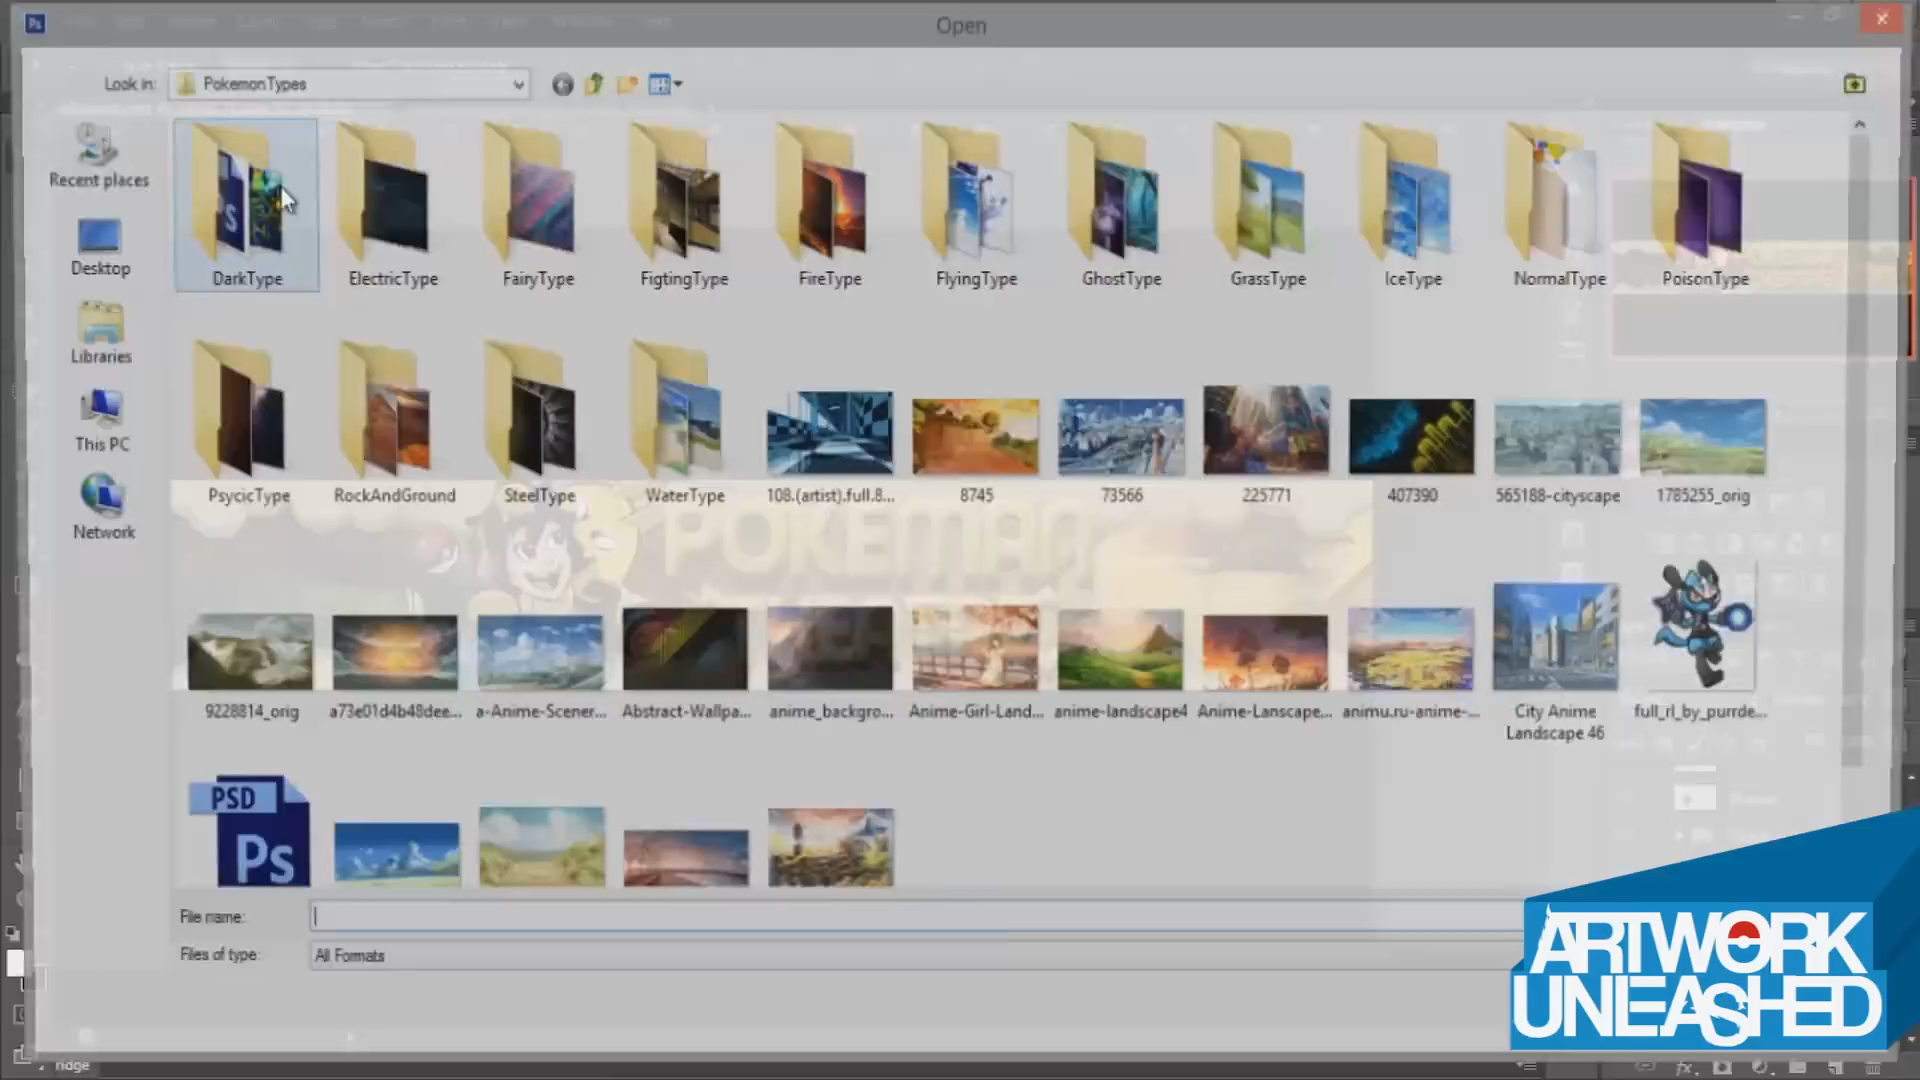 Ps
Open
Look in:
PokemonTypes
Recent places
Desktop
Libraries
This PC
Network
DarkType
ElectricType
FairyType
FigtingType
FireType
FlyingType
GhostType
GrassType
IceType
NormalType
PoisonType
PsycicType
RockAndGround
SteelType
WaterType
108.(artist).full.8...
8745
73566
225771
407390
565188-cityscape
1785255_orig
POKEMAN
9228814_orig
a73e01d4b48dee...
a-Anime-Scener...
Abstract-Wallpa...
anime_backgro...
Anime-Girl-Land...
anime-landscape4
Anime-Lanscape...
animu.ru-anime-...
City Anime
Landscape 46
full_rl_by_purrde...
PSD
Ps
File name:
Files of type:
All Formats
ARTWORK
UNLEASHED
ridge
fx